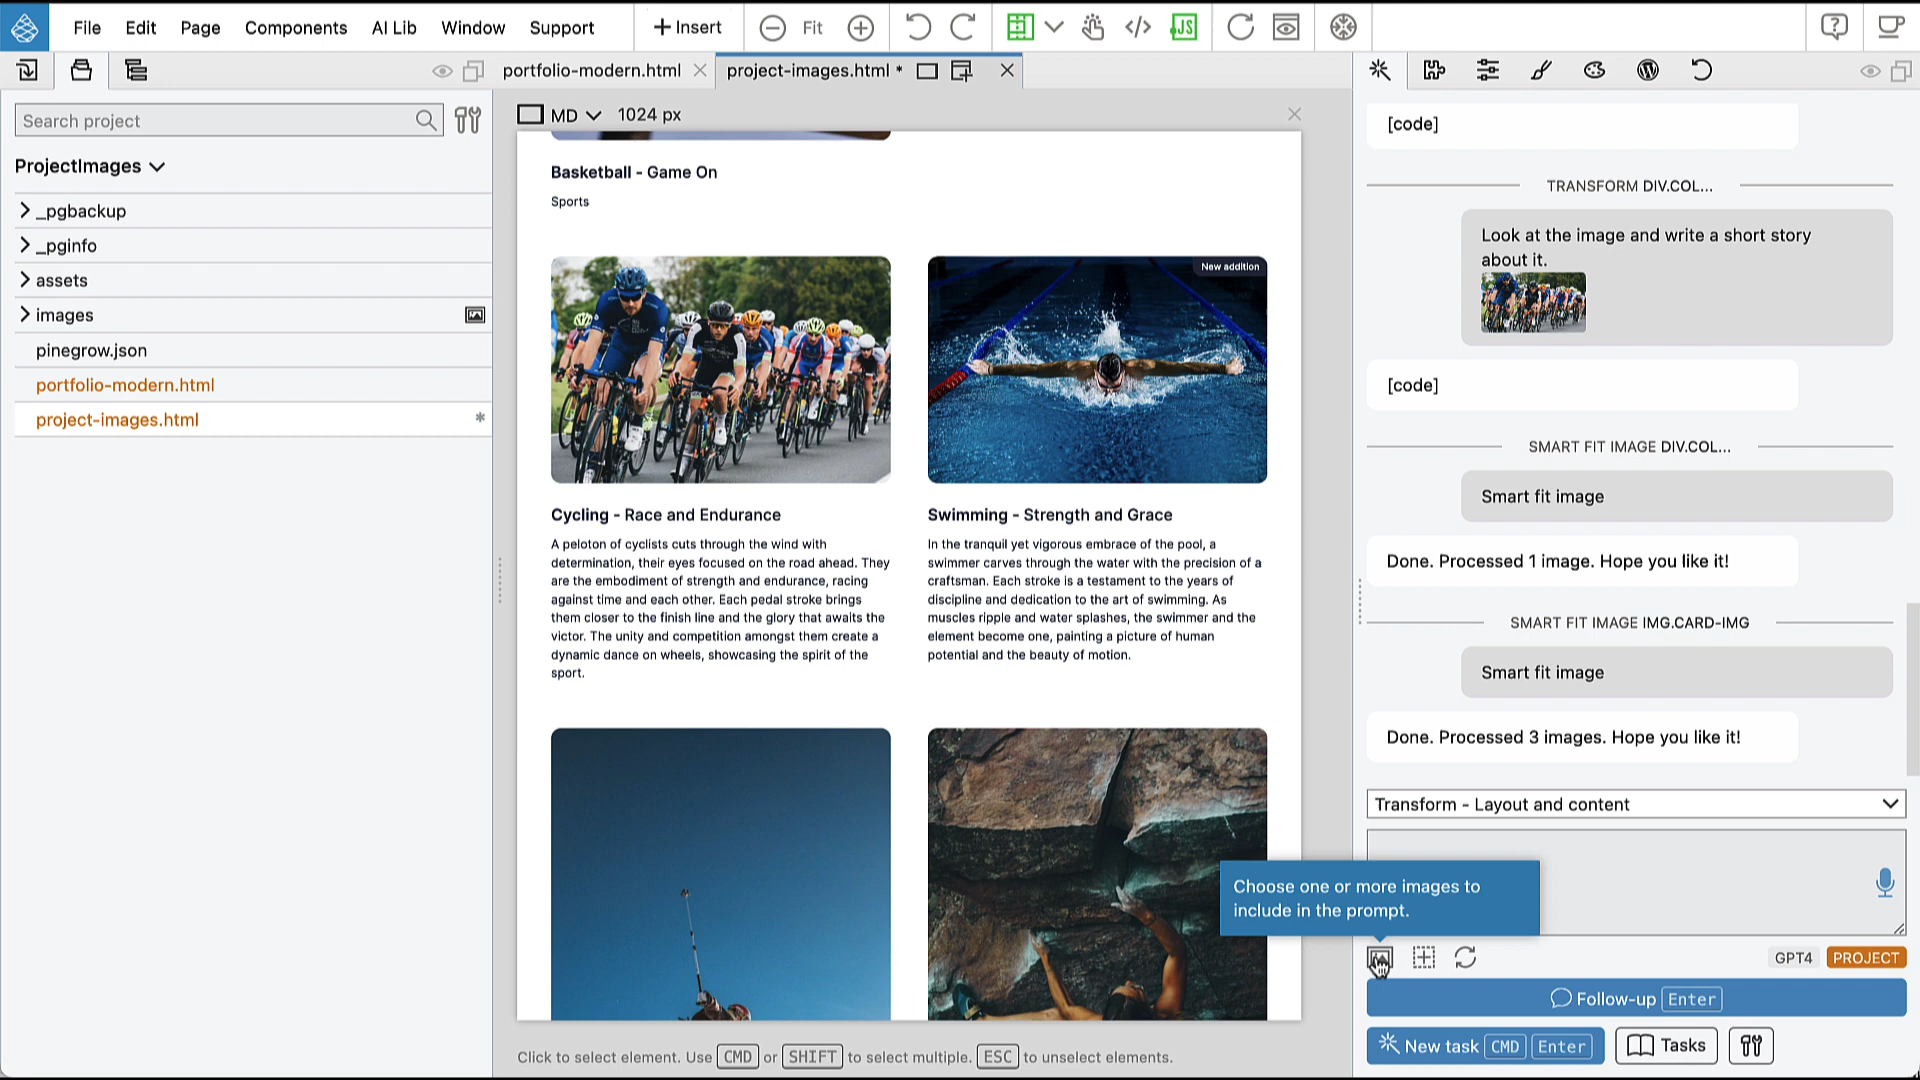 File Edit Page Components AI Lib Window Support + Insert Fit JS
portfolio-modern.html project-images.html *
Search project
MD 1024 px
ProjectImages
_pgbackup
_pginfo
assets
images
pinegrow.json
portfolio-modern.html
project-images.html *
Basketball - Game On
Sports
New addition
Cycling - Race and Endurance
A peloton of cyclists cuts through the wind with
determination, their eyes focused on the road ahead. They
are the embodiment of strength and endurance, racing
against time and each other. Each pedal stroke brings
them closer to the finish line and the glory that awaits the
victor. The unity and competition amongst them create a
dynamic dance on wheels, showcasing the spirit of the
sport.
Swimming - Strength and Grace
In the tranquil yet vigorous embrace of the pool, a
swimmer carves through the water with the precision of a
craftsman. Each stroke is a testament to the years of
discipline and dedication to the art of swimming. As
muscles ripple and water splashes, the swimmer and the
element become one, painting a picture of human
potential and the beauty of motion.
Click to select element. Use CMD or SHIFT to select multiple. ESC to unselect elements.
[code]
TRANSFORM DIV.COL...
Look at the image and write a short story
about it.
[code]
SMART FIT IMAGE DIV.COL...
Smart fit image
Done. Processed 1 image. Hope you like it!
SMART FIT IMAGE IMG.CARD-IMG
Smart fit image
Done. Processed 3 images. Hope you like it!
Transform - Layout and content
Choose one or more images to
include in the prompt.
GPT4 PROJECT
Follow-up Enter
New task CMD Enter Tasks